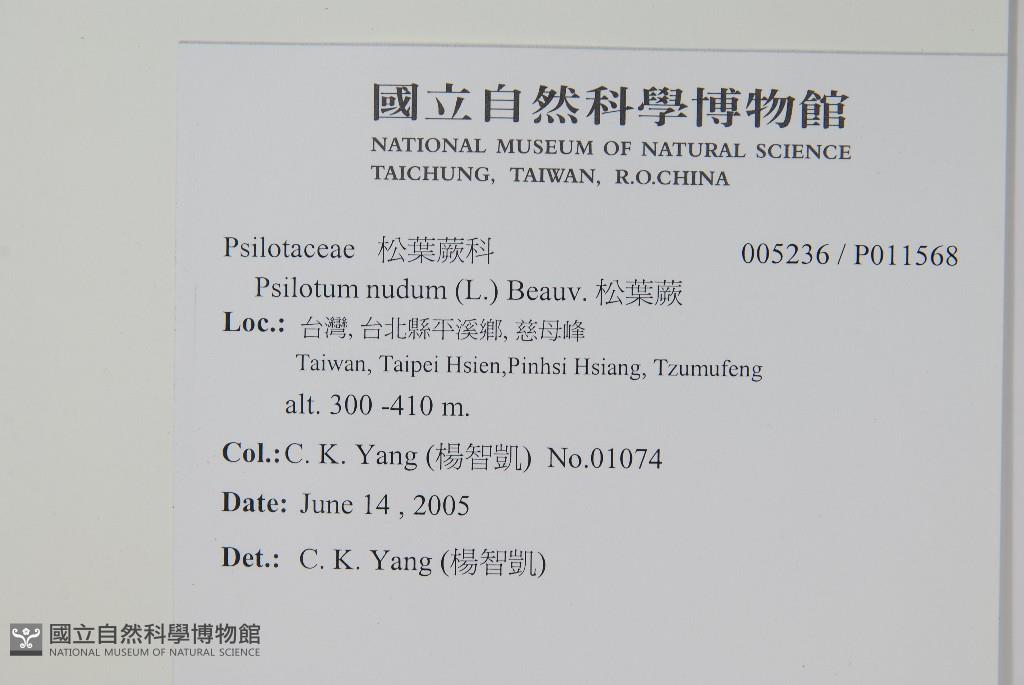 國立自然科學博物館
NATIONAL MUSEUM OF NATURAL SCIENCE
TAICHUNG, TAIWAN, R.O.CHINA
Psilotaceae 松葉蕨科 005236 / P011568
Psilotum nudum (L.) Beauv. 松葉蕨
Loc.: 台灣, 台北縣平溪鄉, 慈母峰
Taiwan, Taipei Hsien,Pinhsi Hsiang, Tzumufeng
alt. 300 -410 m.
Col.:C. K. Yang (楊智凱) No.01074
Date: June 14 , 2005
Det.: C. K. Yang (楊智凱)
國立自然科學博物館
NATIONAL MUSEUM OF NATURAL SCIENCE